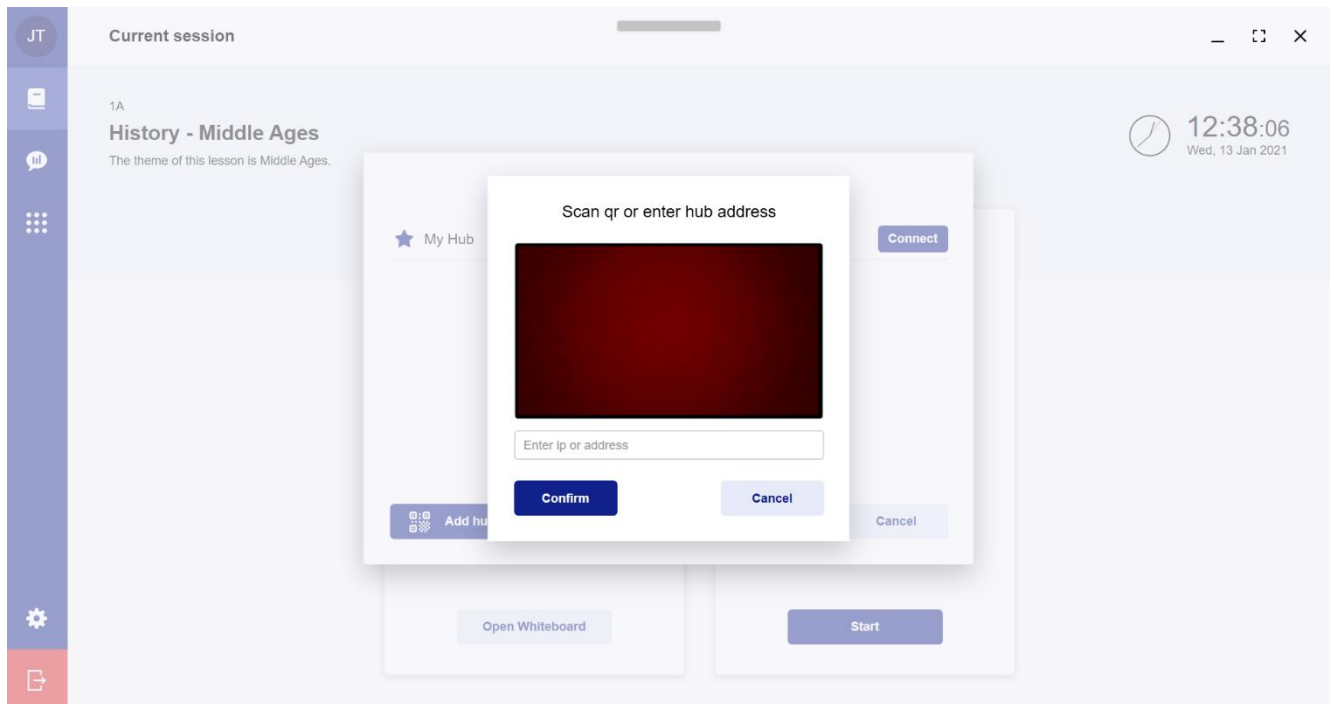 JT
Current session
1A
History - Middle Ages
The theme of this lesson is Middle Ages.
12:38:06
Wed, 13 Jan 2021
Scan qr or enter hub address
My Hub
Connect
Enter ip or address
Confirm
Cancel
Add hu
Cancel
Open Whiteboard
Start